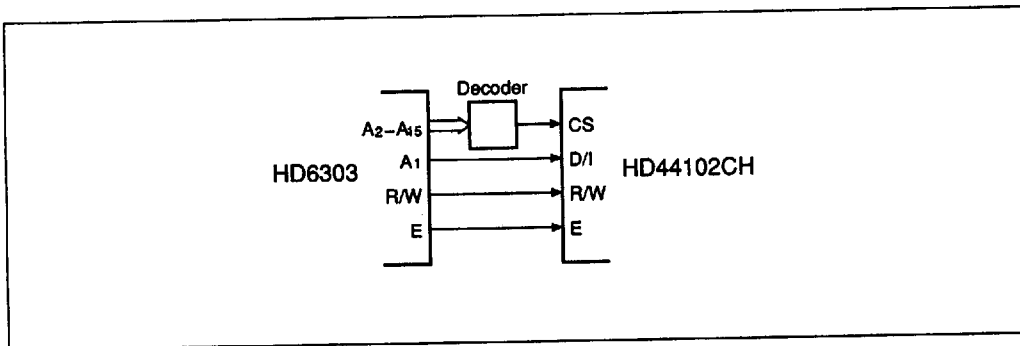 Decoder
A2–A15
CS
A1
D/I
HD6303
HD44102CH
R/W
R/W
E
E